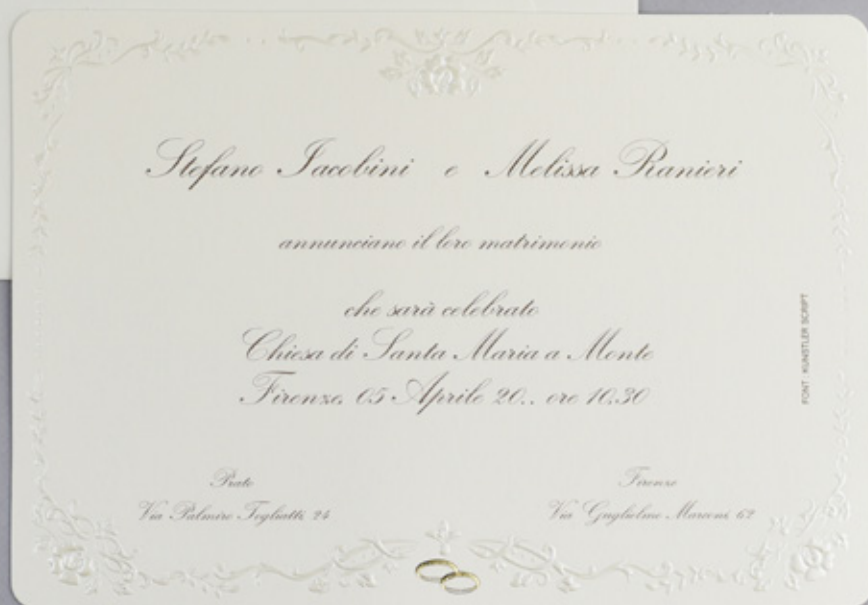 Stefano Iacobini e Melissa Ranieri
annunciano il loro matrimonio
che sarà celebrato
Chiesa di Santa Maria a Monte
Firenze, 05 Aprile 20.. ore 10.30
Prato
Via Palmiro Togliatti, 24
Firenze
Via Guglielmo Marconi, 62
FONT: KUNSTLER SCRIPT